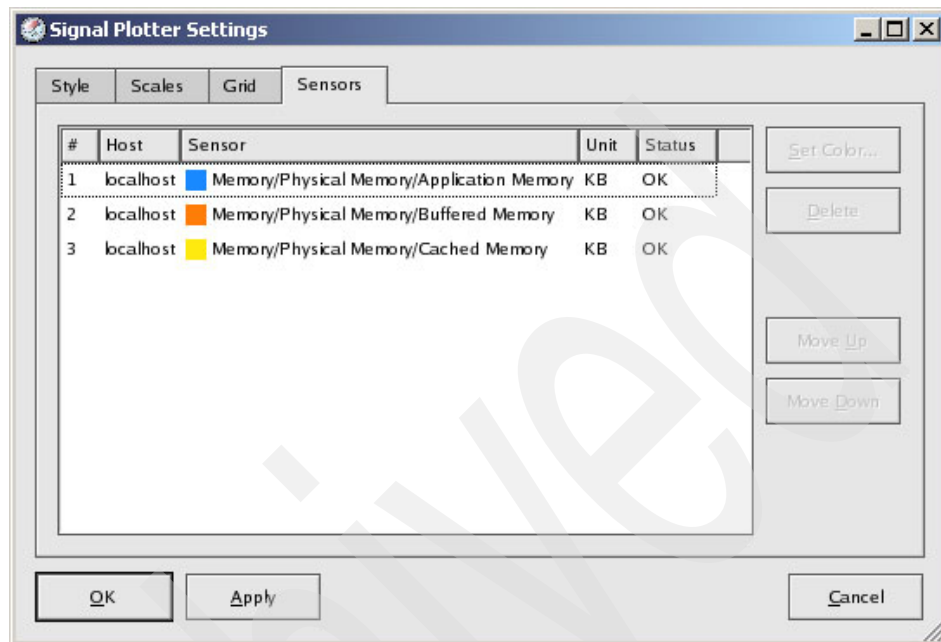 Signal Plotter Settings
Style Scales Grid Sensors
# Host Sensor Unit Status
1 localhost Memory/Physical Memory/Application Memory KB OK
2 localhost Memory/Physical Memory/Buffered Memory KB OK
3 localhost Memory/Physical Memory/Cached Memory KB OK
Set Color...
Delete
Move Up
Move Down
OK Apply Cancel